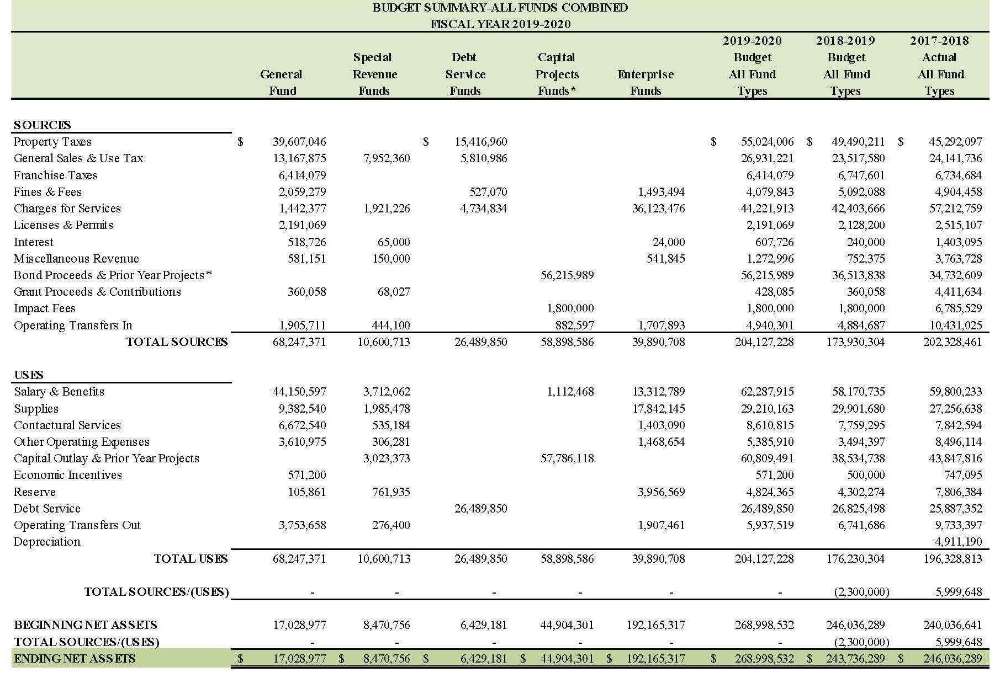 BUDGET SUMMARY-ALL FUNDS COMBINED
FISCAL YEAR 2019-2020
2019-2020 2018-2019 2017-2018
Special Debt Capital Budget Budget Actual
General Revenue Service Projects Enterprise All Fund All Fund All Fund
Fund Funds Funds Funds* Funds Types Types Types
SOURCES
Property Taxes $ 39,607,046 $ 15,416,960 $ 55,024,006 $ 49,490,211 $ 45,292,097
General Sales & Use Tax 13,167,875 7,952,360 5,810,986 26,931,221 23,517,580 24,141,736
Franchise Taxes 6,414,079 6,414,079 6,747,601 6,734,684
Fines & Fees 2,059,279 527,070 1,493,494 4,079,843 5,092,088 4,904,458
Charges for Services 1,442,377 1,921,226 4,734,834 36,123,476 44,221,913 42,403,666 57,212,759
Licenses & Permits 2,191,069 2,191,069 2,128,200 2,515,107
Interest 518,726 65,000 24,000 607,726 240,000 1,403,095
Miscellaneous Revenue 581,151 150,000 541,845 1,272,996 752,375 3,763,728
Bond Proceeds & Prior Year Projects* 56,215,989 56,215,989 36,513,838 34,732,609
Grant Proceeds & Contributions 360,058 68,027 428,085 360,058 4,411,634
Impact Fees 1,800,000 1,800,000 1,800,000 6,785,529
Operating Transfers In 1,905,711 444,100 882,597 1,707,893 4,940,301 4,884,687 10,431,025
TOTAL SOURCES 68,247,371 10,600,713 26,489,850 58,898,586 39,890,708 204,127,228 173,930,304 202,328,461
USES
Salary & Benefits 44,150,597 3,712,062 1,112,468 13,312,789 62,287,915 58,170,735 59,800,233
Supplies 9,382,540 1,985,478 17,842,145 29,210,163 29,901,680 27,256,638
Contactural Services 6,672,540 535,184 1,403,090 8,610,815 7,759,295 7,842,594
Other Operating Expenses 3,610,975 306,281 1,468,654 5,385,910 3,494,397 8,496,114
Capital Outlay & Prior Year Projects 3,023,373 57,786,118 60,809,491 38,534,738 43,847,816
Economic Incentives 571,200 571,200 500,000 747,095
Reserve 105,861 761,935 3,956,569 4,824,365 4,302,274 7,806,384
Debt Service 26,489,850 26,489,850 26,825,498 25,887,352
Operating Transfers Out 3,753,658 276,400 1,907,461 5,937,519 6,741,686 9,733,397
Depreciation 4,911,190
TOTAL USES 68,247,371 10,600,713 26,489,850 58,898,586 39,890,708 204,127,228 176,230,304 196,328,813
TOTAL SOURCES/(USES) - - - - - - (2,300,000) 5,999,648
BEGINNING NET ASSETS 17,028,977 8,470,756 6,429,181 44,904,301 192,165,317 268,998,532 246,036,289 240,036,641
TOTAL SOURCES/(USES) - - - - - - (2,300,000) 5,999,648
ENDING NET ASSETS $ 17,028,977 $ 8,470,756 $ 6,429,181 $ 44,904,301 $ 192,165,317 $ 268,998,532 $ 243,736,289 $ 246,036,289